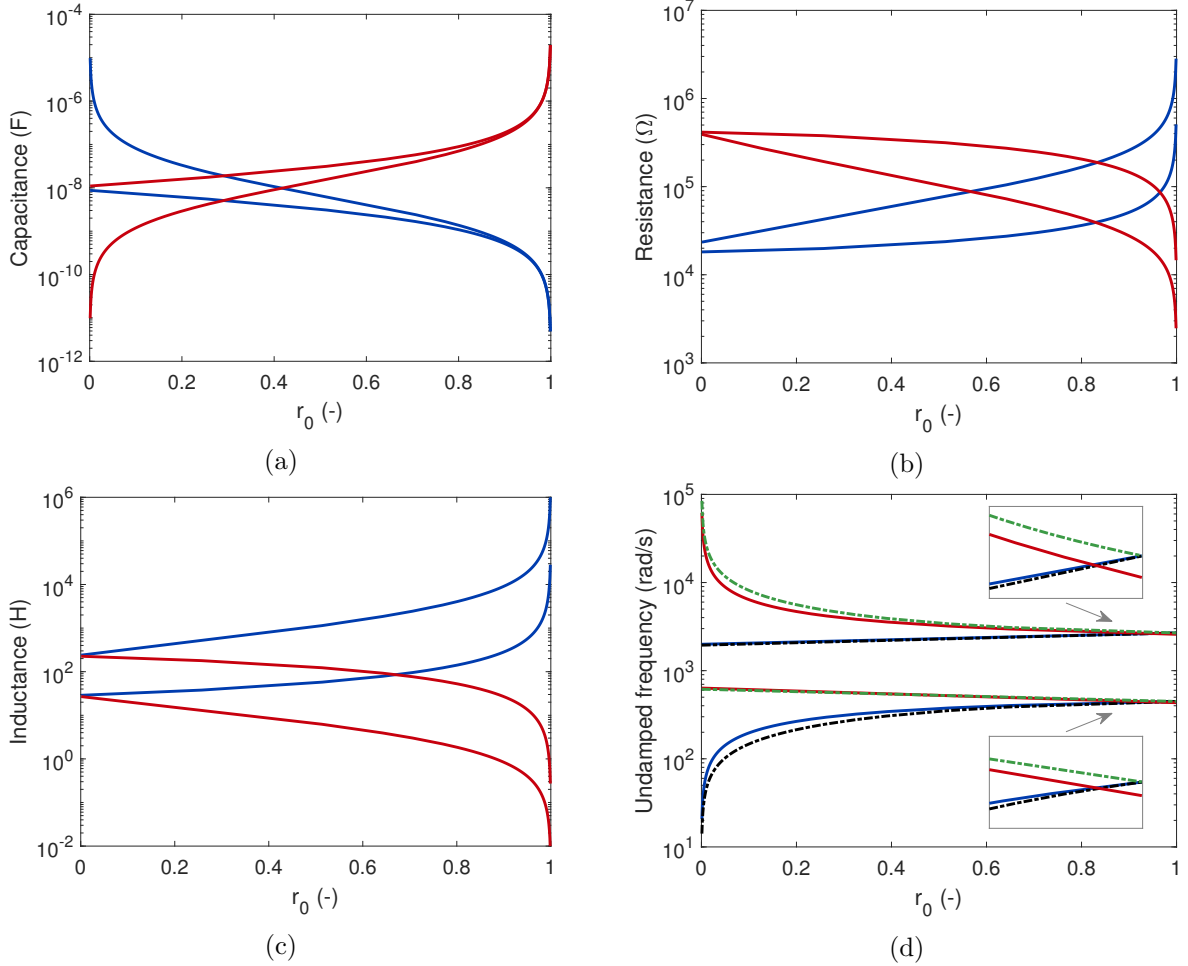 10^-4
10^-6
10^-8
10^-10
10^-12
Capacitance (F)
0 0.2 0.4 0.6 0.8 1
r_0 (-)
(a)
10^7
10^6
10^5
10^4
10^3
Resistance (Ω)
0 0.2 0.4 0.6 0.8 1
r_0 (-)
(b)
10^6
10^4
10^2
10^0
10^-2
Inductance (H)
0 0.2 0.4 0.6 0.8 1
r_0 (-)
(c)
10^5
10^4
10^3
10^2
10^1
Undamped frequency (rad/s)
0 0.2 0.4 0.6 0.8 1
r_0 (-)
(d)